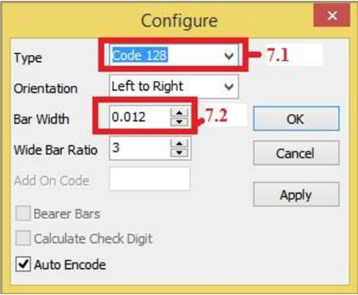 Configure
Type Code 128 7.1
Orientation Left to Right
Bar Width 0.012 7.2 OK
Wide Bar Ratio 3 Cancel
Add On Code
Apply
Bearer Bars
Calculate Check Digit
Auto Encode